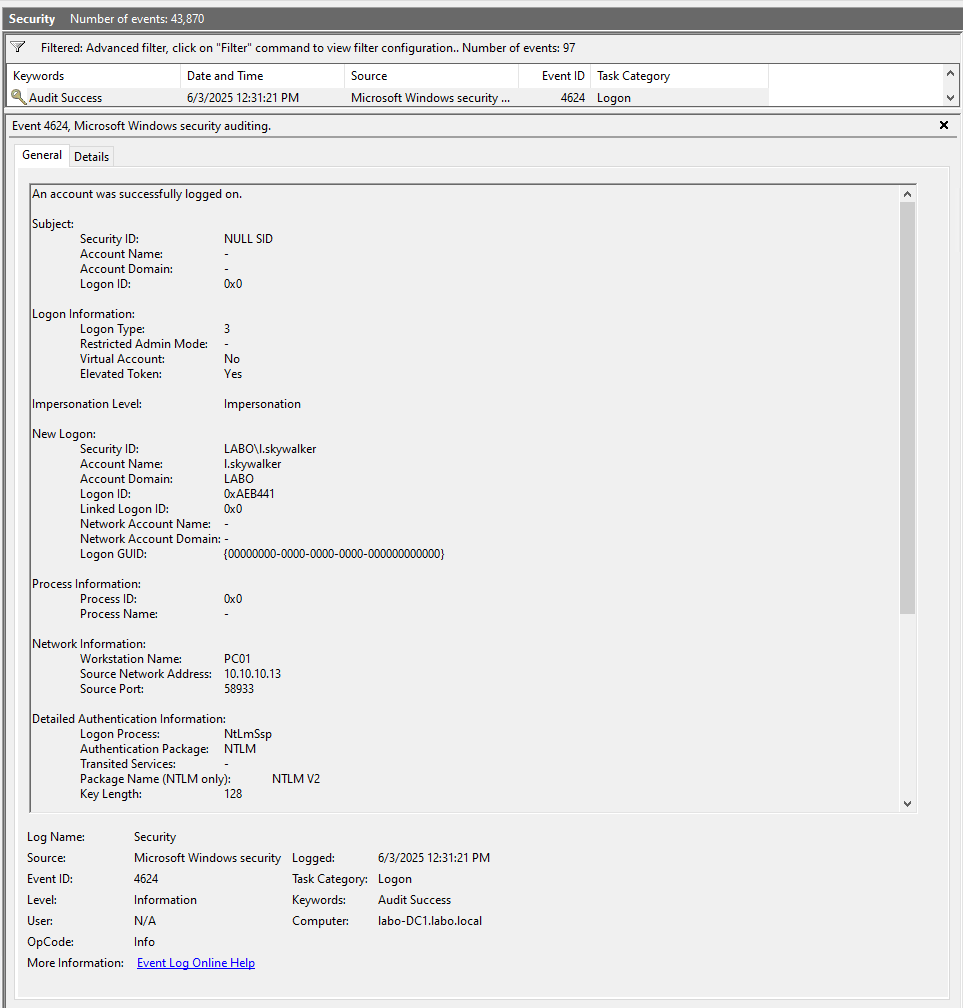 Security Number of events: 43,870
Filtered: Advanced filter, click on "Filter" command to view filter configuration.. Number of events: 97
Keywords Date and Time Source Event ID Task Category
Audit Success 6/3/2025 12:31:21 PM Microsoft Windows security ... 4624 Logon
Event 4624, Microsoft Windows security auditing.
General Details
An account was successfully logged on.
Subject:
Security ID: NULL SID
Account Name: -
Account Domain: -
Logon ID: 0x0
Logon Information:
Logon Type: 3
Restricted Admin Mode: -
Virtual Account: No
Elevated Token: Yes
Impersonation Level: Impersonation
New Logon:
Security ID: LABO\l.skywalker
Account Name: l.skywalker
Account Domain: LABO
Logon ID: 0xAEB441
Linked Logon ID: 0x0
Network Account Name: -
Network Account Domain: -
Logon GUID: {00000000-0000-0000-0000-000000000000}
Process Information:
Process ID: 0x0
Process Name: -
Network Information:
Workstation Name: PC01
Source Network Address: 10.10.10.13
Source Port: 58933
Detailed Authentication Information:
Logon Process: NtLmSsp
Authentication Package: NTLM
Transited Services: -
Package Name (NTLM only): NTLM V2
Key Length: 128
Log Name: Security
Source: Microsoft Windows security Logged: 6/3/2025 12:31:21 PM
Event ID: 4624 Task Category: Logon
Level: Information Keywords: Audit Success
User: N/A Computer: labo-DC1.labo.local
OpCode: Info
More Information: Event Log Online Help